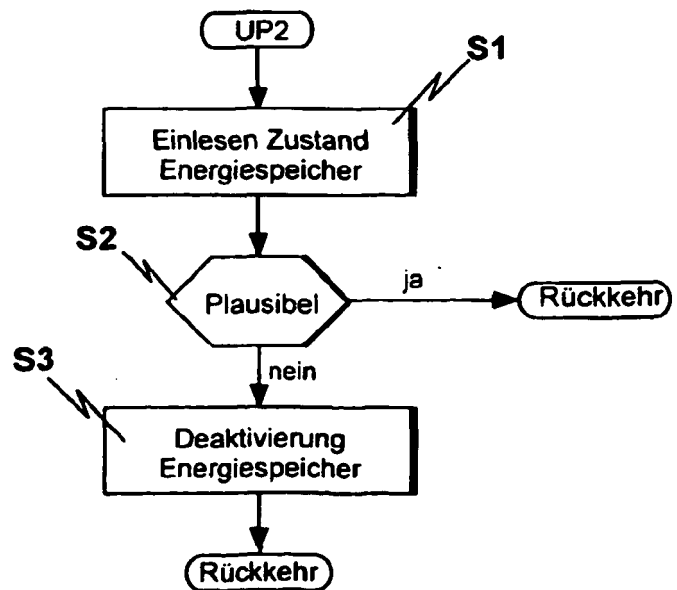 UP2
S1
Einlesen Zustand
Energiespeicher
S2
Plausibel
ja
Rückkehr
nein
S3
Deaktivierung
Energiespeicher
Rückkehr